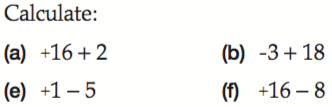 Calculate:
(a) +16 + 2 (b) -3 + 18
(e) +1 – 5 (f) +16 – 8